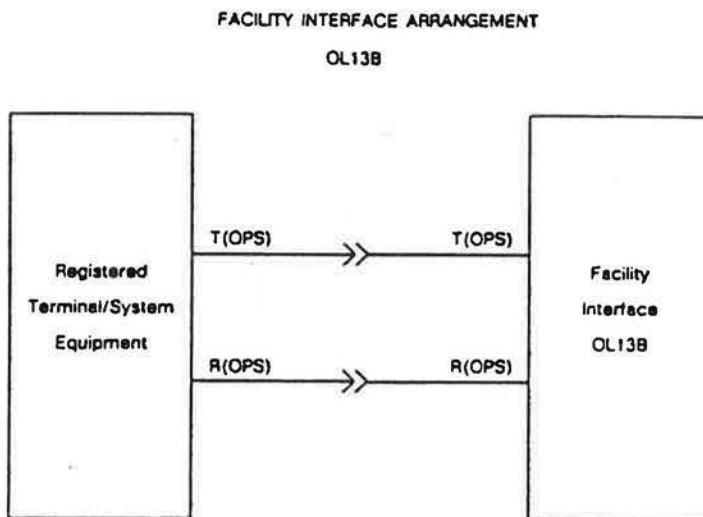 FACILITY INTERFACE ARRANGEMENT
OL13B
T(OPS) T(OPS)
Registered
Terminal/System
Equipment
Facility
Interface
OL13B
R(OPS) R(OPS)